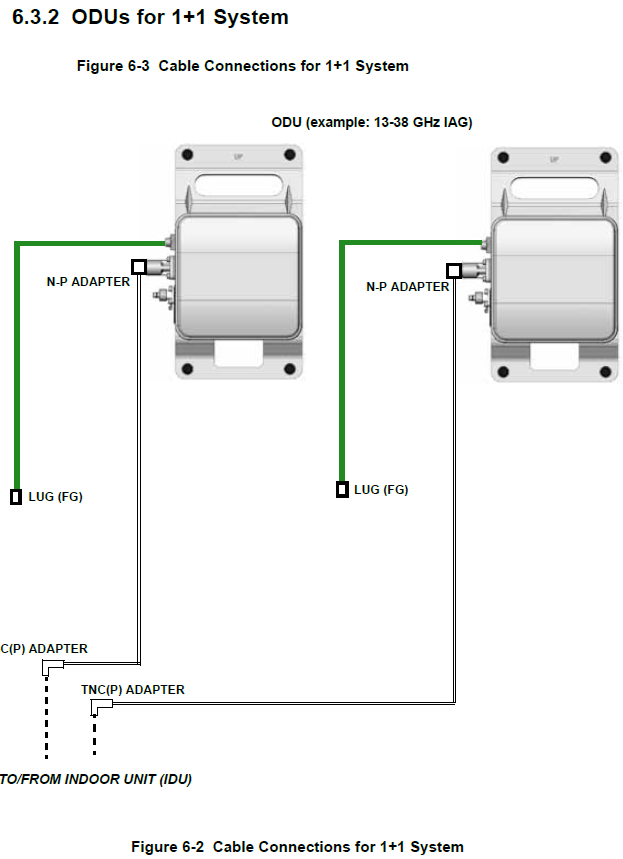 6.3.2 ODUs for 1+1 System
Figure 6-3 Cable Connections for 1+1 System
ODU (example: 13-38 GHz IAG)
UP
UP
N-P ADAPTER
N-P ADAPTER
LUG (FG)
LUG (FG)
C(P) ADAPTER
TNC(P) ADAPTER
TO/FROM INDOOR UNIT (IDU)
Figure 6-2 Cable Connections for 1+1 System